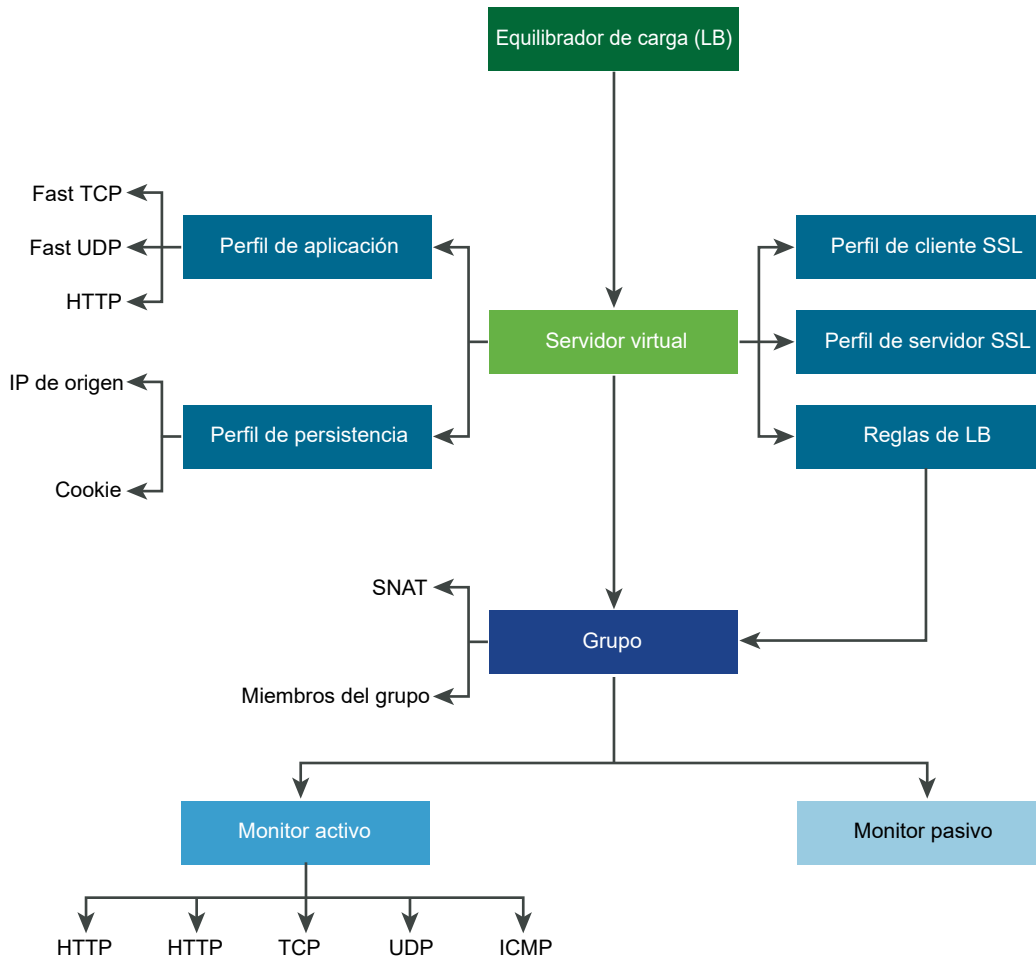 Equilibrador de carga (LB)
Fast TCP
Fast UDP
HTTP
Perfil de aplicación
Perfil de cliente SSL
Servidor virtual
Perfil de servidor SSL
IP de origen
Cookie
Perfil de persistencia
Reglas de LB
SNAT
Grupo
Miembros del grupo
Monitor activo
Monitor pasivo
HTTP
HTTP
TCP
UDP
ICMP